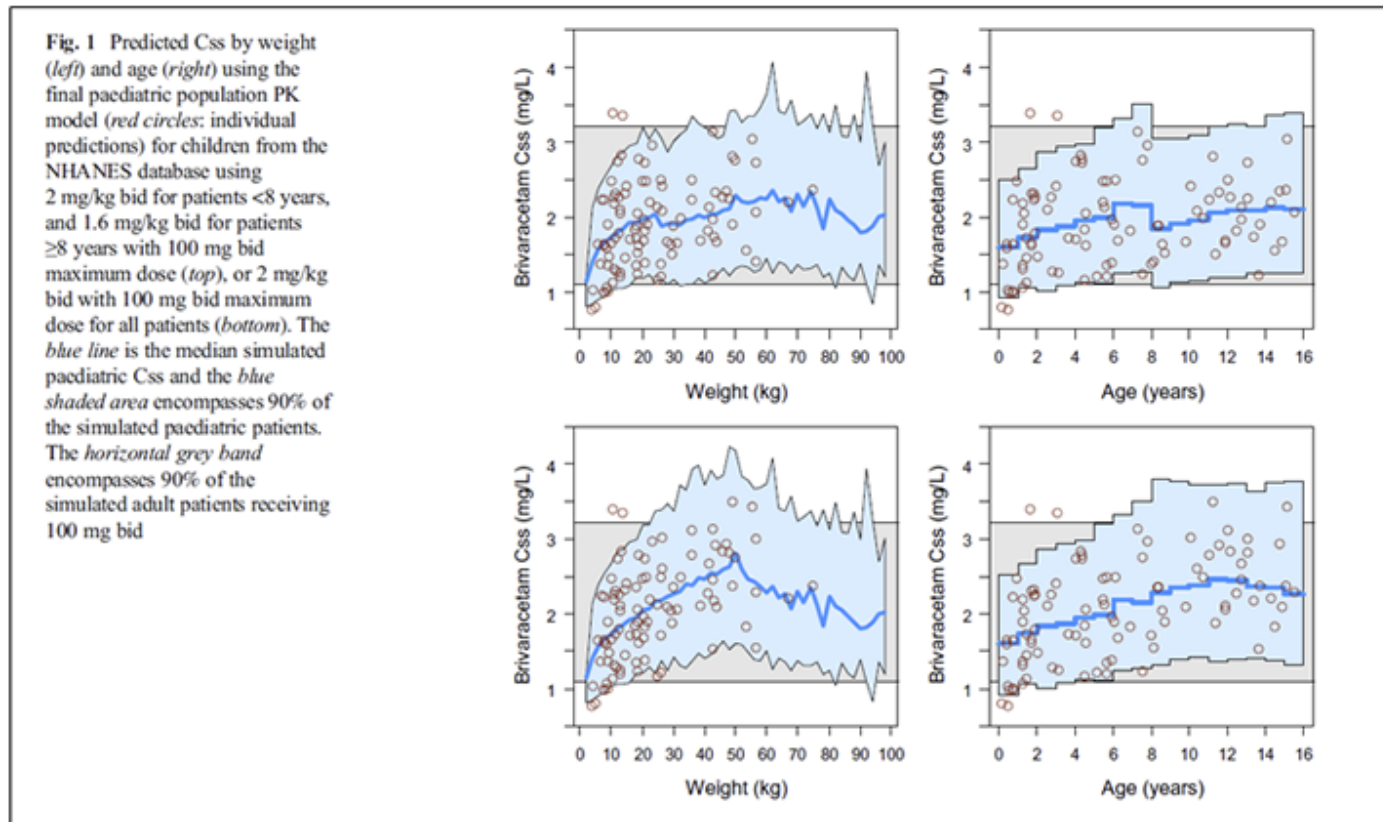 Fig. 1 Predicted Css by weight
(left) and age (right) using the
final paediatric population PK
model (red circles: individual
predictions) for children from the
NHANES database using
2 mg/kg bid for patients <8 years,
and 1.6 mg/kg bid for patients
≥8 years with 100 mg bid
maximum dose (top), or 2 mg/kg
bid with 100 mg bid maximum
dose for all patients (bottom). The
blue line is the median simulated
paediatric Css and the blue
shaded area encompasses 90% of
the simulated paediatric patients.
The horizontal grey band
encompasses 90% of the
simulated adult patients receiving
100 mg bid
Brivaracetam Css (mg/L)
4
3
2
1
0 10 20 30 40 50 60 70 80 90 100
Weight (kg)
Brivaracetam Css (mg/L)
4
3
2
1
0 2 4 6 8 10 12 14 16
Age (years)
Brivaracetam Css (mg/L)
4
3
2
1
0 10 20 30 40 50 60 70 80 90 100
Weight (kg)
Brivaracetam Css (mg/L)
4
3
2
1
0 2 4 6 8 10 12 14 16
Age (years)